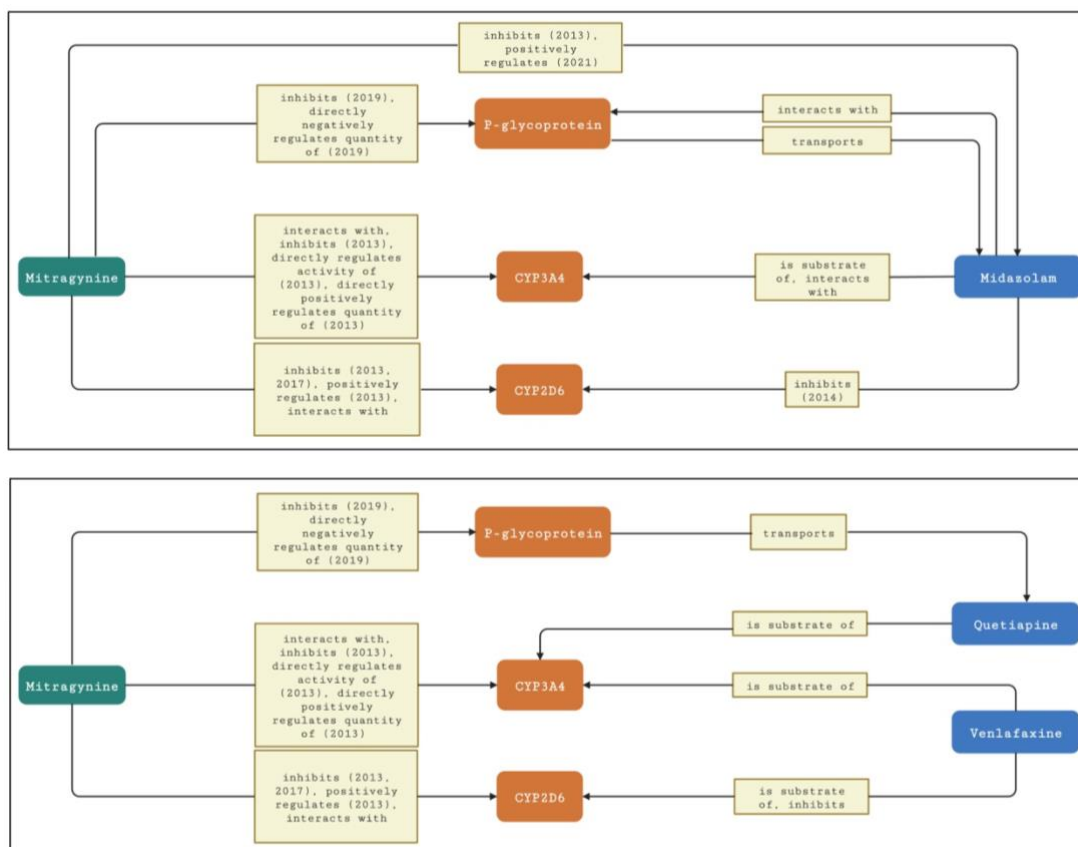 inhibits (2013),
positively
regulates (2021)
inhibits (2019),
directly
negatively
regulates quantity
of (2019)
P-glycoprotein
interacts with
transports
interacts with,
inhibits (2013),
directly regulates
activity of
(2013), directly
positively
regulates quantity
of (2013)
Mitragynine
CYP3A4
is substrate
of, interacts
with
Midazolam
inhibits (2013,
2017), positively
regulates (2013),
interacts with
CYP2D6
inhibits
(2014)
inhibits (2019),
directly
negatively
regulates quantity
of (2019)
P-glycoprotein
transports
Quetiapine
is substrate of
interacts with,
inhibits (2013),
directly regulates
activity of
(2013), directly
positively
regulates quantity
of (2013)
Mitragynine
CYP3A4
is substrate of
Venlafaxine
inhibits (2013,
2017), positively
regulates (2013),
interacts with
CYP2D6
is substrate
of, inhibits